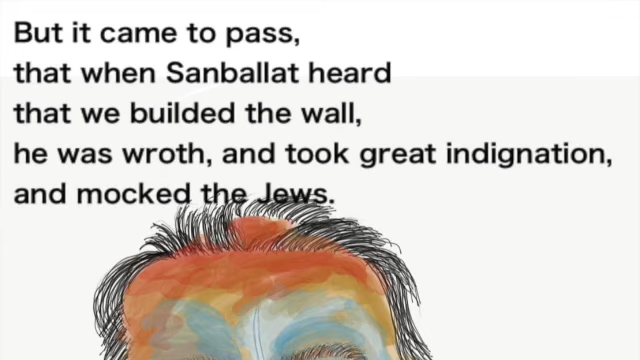 But it came to pass,
that when Sanballat heard
that we builded the wall,
he was wroth, and took great indignation,
and mocked the Jews.